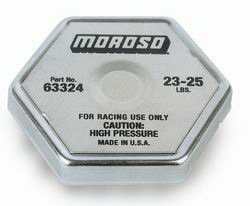 MOROSO
Part No.
63324
23-25
LBS.
FOR RACING USE ONLY
CAUTION:
HIGH PRESSURE
MADE IN U.S.A.